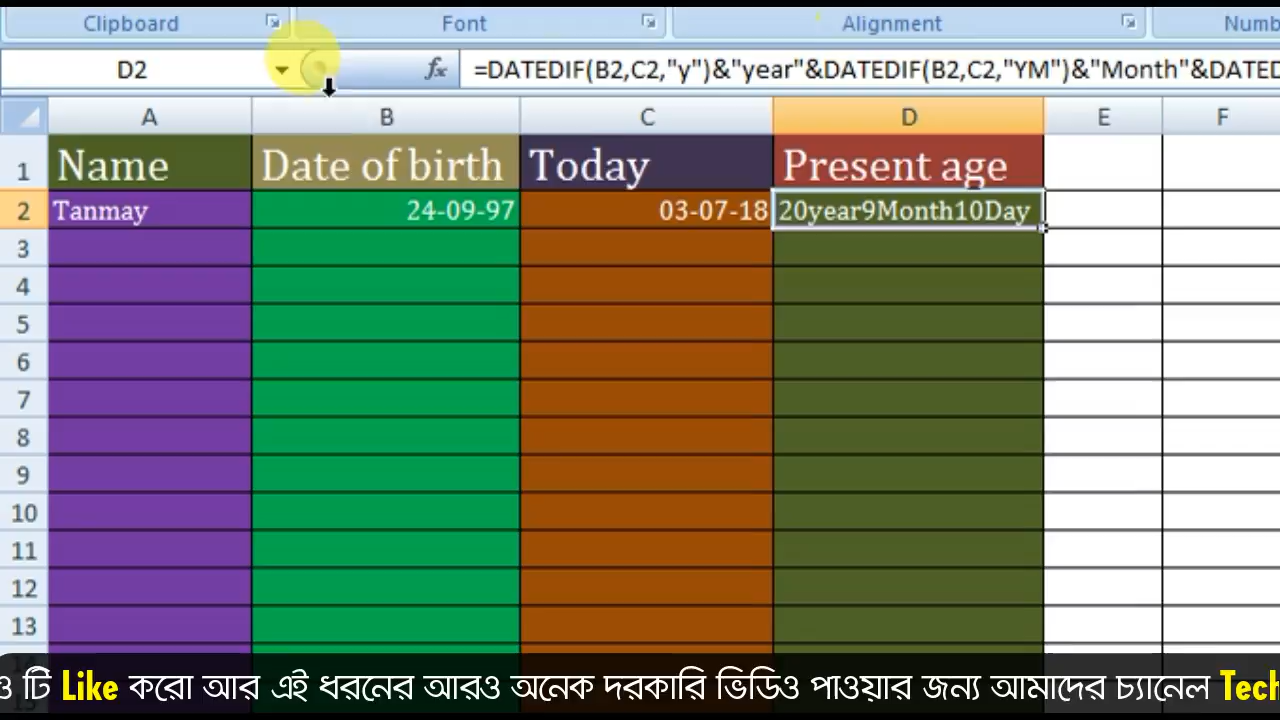 Clipboard Font Alignment
D2 fx =DATEDIF(B2,C2,"y")&"year"&DATEDIF(B2,C2,"YM")&"Month"&DATED
A B C D E F
1 Name Date of birth Today Present age
2 Tanmay 24-09-97 03-07-18 20year9Month10Day
3
4
5
6
7
8
9
10
11
12
13
টি Like করো আর এই ধরনের আরও অনেক দরকারি ভিডিও পাওয়ার জন্য আমাদের চ্যানেল Tech